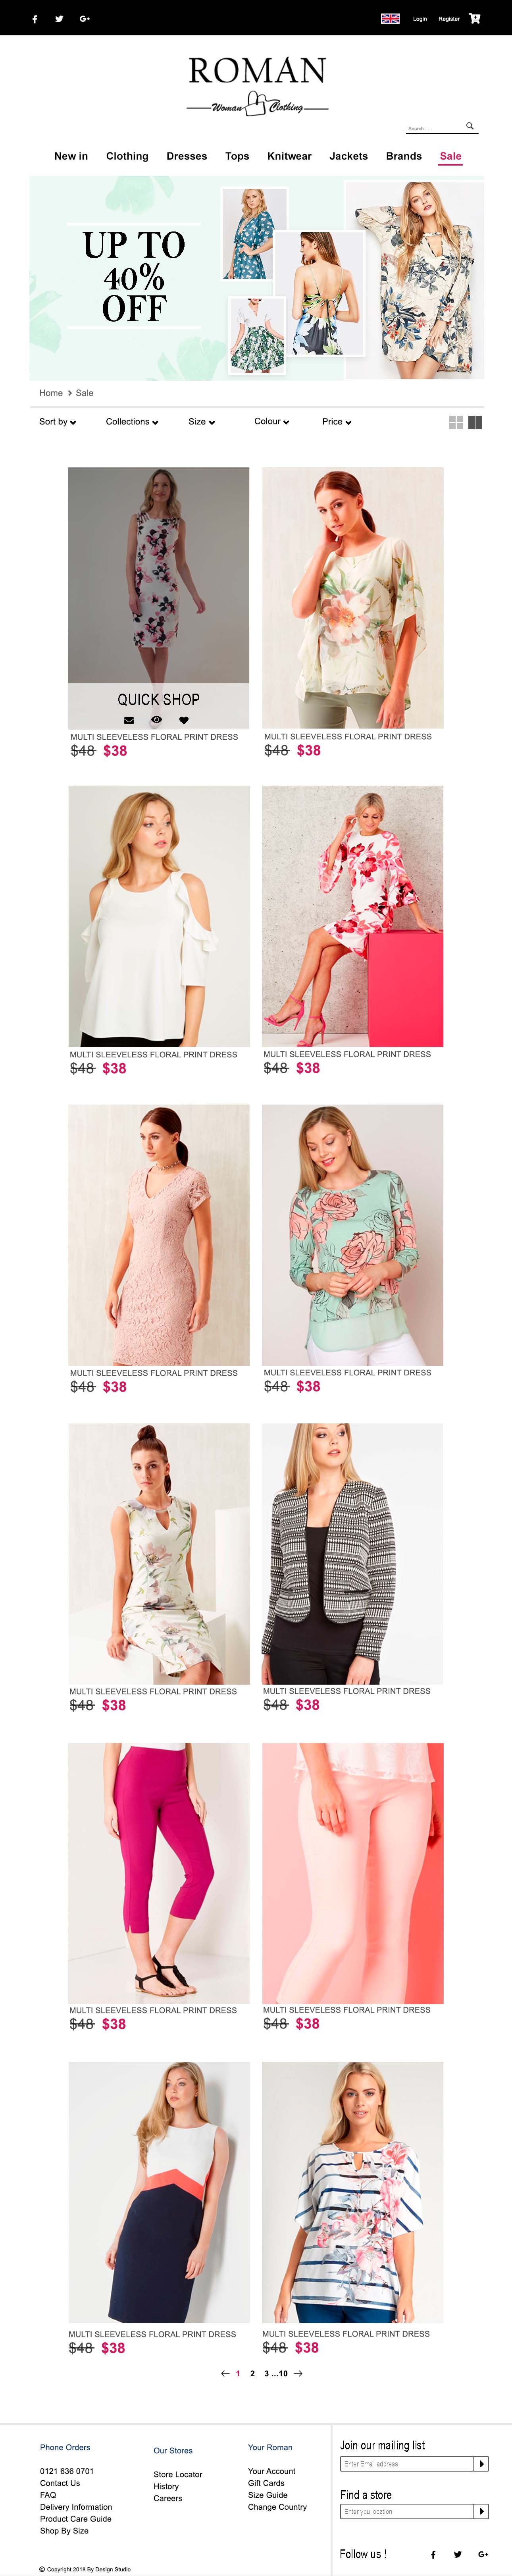 G+
Login Register
ROMAN
Woman Clothing
Search ...
New in Clothing Dresses Tops Knitwear Jackets Brands Sale
UP TO
40%
OFF
Home > Sale
Sort by Collections Size Colour Price
QUICK SHOP
MULTI SLEEVELESS FLORAL PRINT DRESS
$48 $38
MULTI SLEEVELESS FLORAL PRINT DRESS
$48 $38
MULTI SLEEVELESS FLORAL PRINT DRESS
$48 $38
MULTI SLEEVELESS FLORAL PRINT DRESS
$48 $38
MULTI SLEEVELESS FLORAL PRINT DRESS
$48 $38
MULTI SLEEVELESS FLORAL PRINT DRESS
$48 $38
MULTI SLEEVELESS FLORAL PRINT DRESS
$48 $38
MULTI SLEEVELESS FLORAL PRINT DRESS
$48 $38
MULTI SLEEVELESS FLORAL PRINT DRESS
$48 $38
MULTI SLEEVELESS FLORAL PRINT DRESS
$48 $38
MULTI SLEEVELESS FLORAL PRINT DRESS
$48 $38
MULTI SLEEVELESS FLORAL PRINT DRESS
$48 $38
← 1 2 3 ...10 →
Phone Orders
0121 636 0701
Contact Us
FAQ
Delivery Information
Product Care Guide
Shop By Size
Our Stores
Store Locator
History
Careers
Your Roman
Your Account
Gift Cards
Size Guide
Change Country
Join our mailing list
Enter Email address
Find a store
Enter you location
Follow us !
G+
© Copyright 2018 By Design Studio